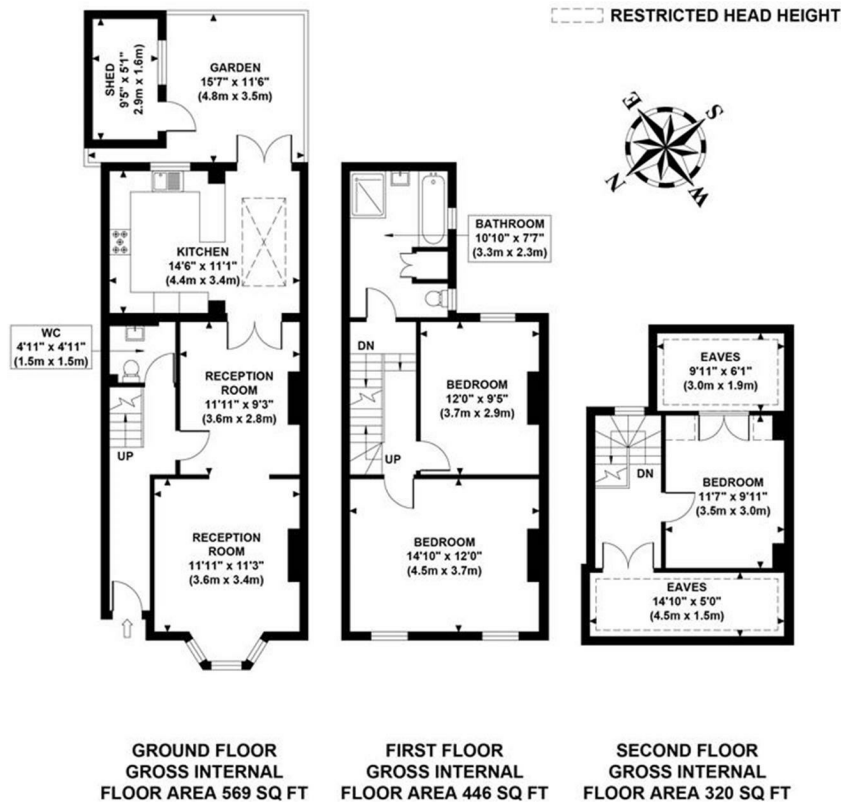 RESTRICTED HEAD HEIGHT
SHED
9'5" x 5'1"
2.9m x 1.6m)
GARDEN
15'7" x 11'6"
(4.8m x 3.5m)
E
S
N
W
KITCHEN
14'6" x 11'1"
(4.4m x 3.4m)
WC
4'11" x 4'11"
(1.5m x 1.5m)
RECEPTION
ROOM
11'11" x 9'3"
(3.6m x 2.8m)
UP
RECEPTION
ROOM
11'11" x 11'3"
(3.6m x 3.4m)
BATHROOM
10'10" x 7'7"
(3.3m x 2.3m)
DN
BEDROOM
12'0" x 9'5"
(3.7m x 2.9m)
UP
BEDROOM
14'10" x 12'0"
(4.5m x 3.7m)
EAVES
9'11" x 6'1"
(3.0m x 1.9m)
DN
BEDROOM
11'7" x 9'11"
(3.5m x 3.0m)
EAVES
14'10" x 5'0"
(4.5m x 1.5m)
GROUND FLOOR
GROSS INTERNAL
FLOOR AREA 569 SQ FT
FIRST FLOOR
GROSS INTERNAL
FLOOR AREA 446 SQ FT
SECOND FLOOR
GROSS INTERNAL
FLOOR AREA 320 SQ FT